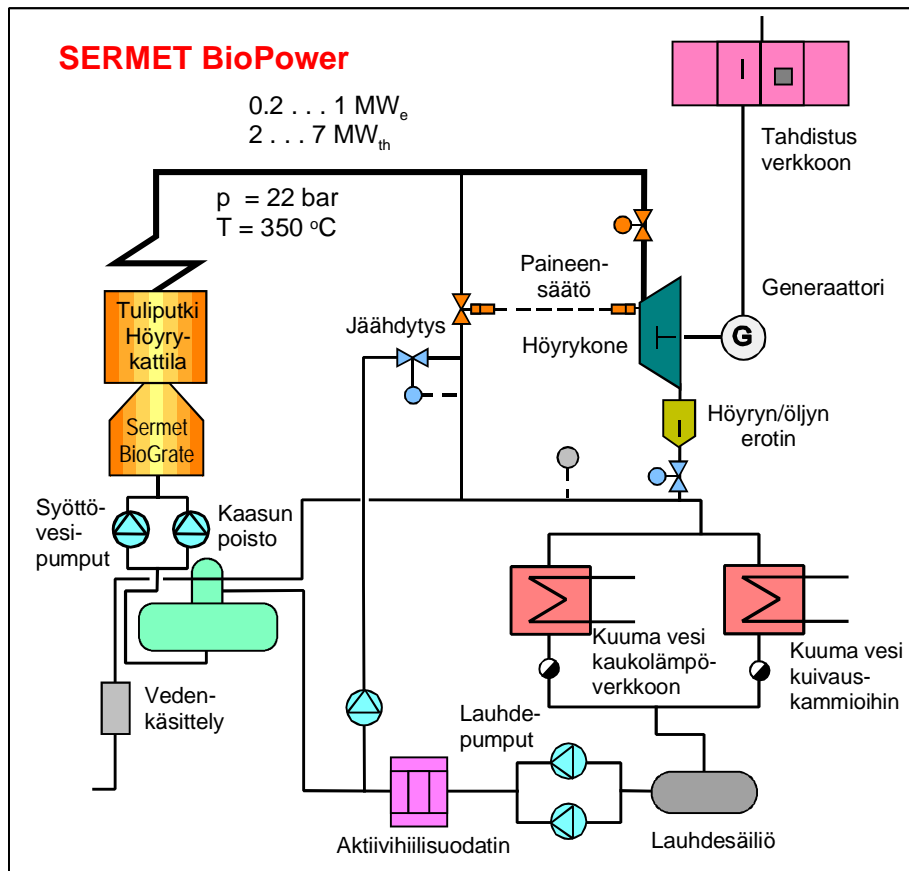 SERMET BioPower
0.2 . . . 1 MWe
2 . . . 7 MWth
p = 22 bar
T = 350 °C
Tahdistus
verkkoon
Paineen-
säätö
Generaattori
Tuliputki
Höyry-
kattila
Jäähdytys
Höyrykone
G
Sermet
BioGrate
Höyryn/öljyn
erotin
Syöttö-
vesi-
pumput
Kaasun
poisto
Kuuma vesi
kaukolämpö-
verkkoon
Kuuma vesi
kuivaus-
kammioihin
Veden-
käsittely
Lauhde-
pumput
Aktiivihiilisuodatin
Lauhdesäiliö